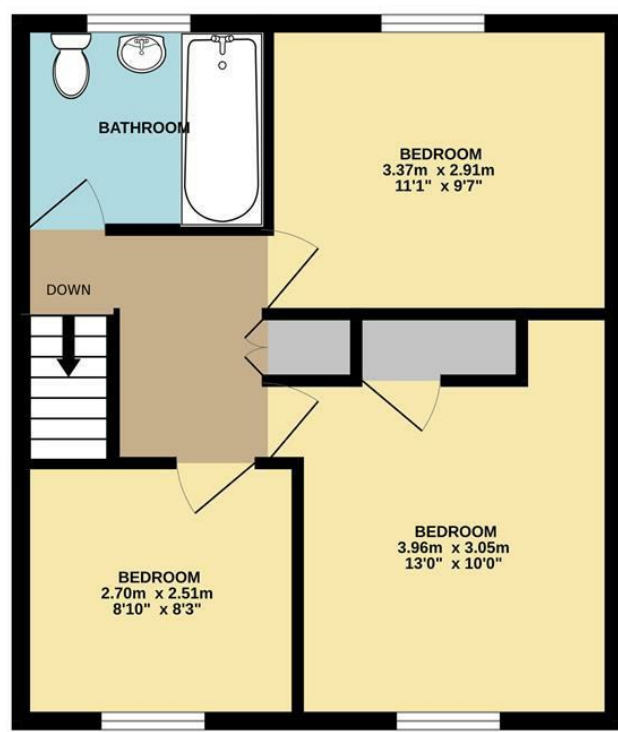 BATHROOM
BEDROOM
3.37m x 2.91m
11'1" x 9'7"
DOWN
BEDROOM
3.96m x 3.05m
13'0" x 10'0"
BEDROOM
2.70m x 2.51m
8'10" x 8'3"